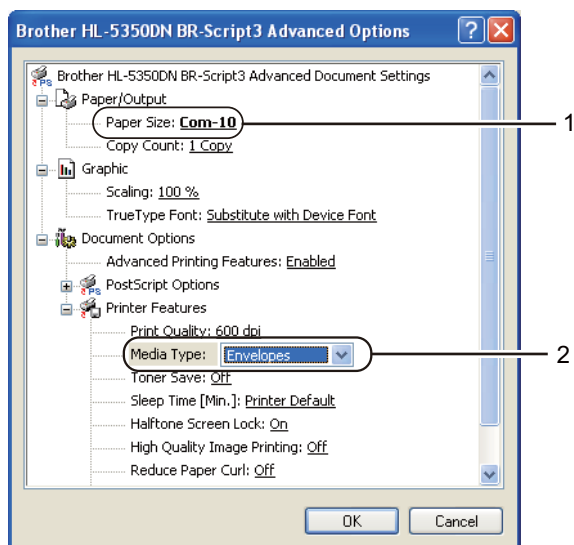 Brother HL-5350DN BR-Script3 Advanced Options
Brother HL-5350DN BR-Script3 Advanced Document Settings
Paper/Output
Paper Size: Com-10
1
Copy Count: 1 Copy
Graphic
Scaling: 100 %
TrueType Font: Substitute with Device Font
Document Options
Advanced Printing Features: Enabled
PostScript Options
Printer Features
Print Quality: 600 dpi
Media Type: Envelopes
2
Toner Save: Off
Sleep Time [Min.]: Printer Default
Halftone Screen Lock: On
High Quality Image Printing: Off
Reduce Paper Curl: Off
OK Cancel